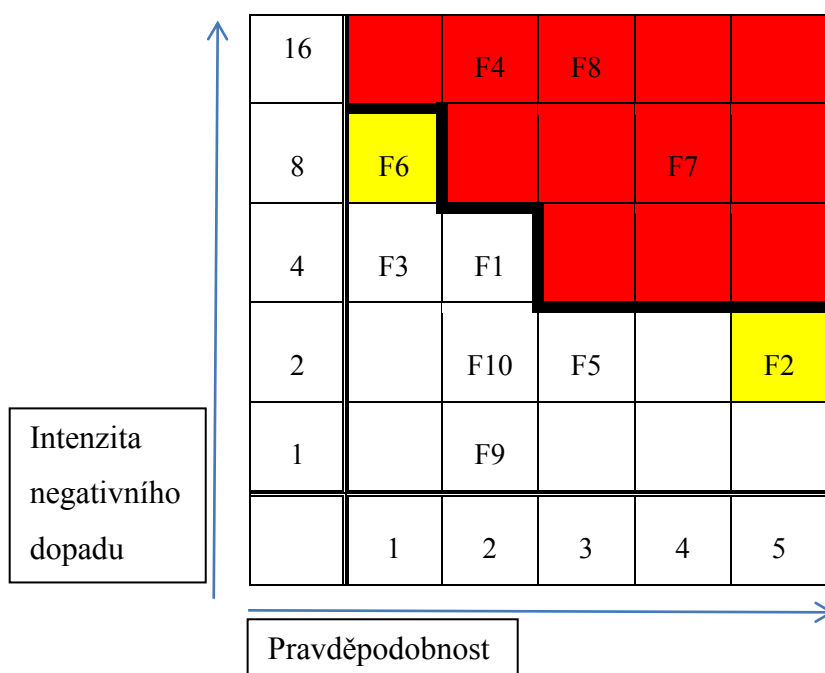 16 F4 F8
8 F6 F7
4 F3 F1
2 F10 F5 F2
1 F9
Intenzita
negativního
dopadu
1 2 3 4 5
Pravděpodobnost